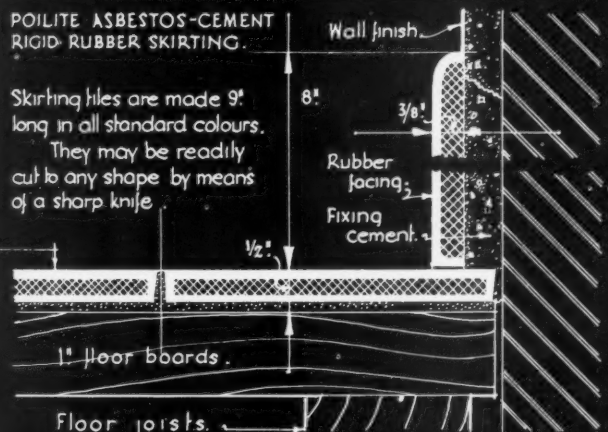 POILITE ASBESTOS-CEMENT
RIGID RUBBER SKIRTING.
Skirting tiles are made 9"
long in all standard colours.
They may be readily
cut to any shape by means
of a sharp knife
Wall finish.
8"
3/8"
Rubber
facing.
Fixing
cement.
1/2"
1" floor boards.
Floor joists.